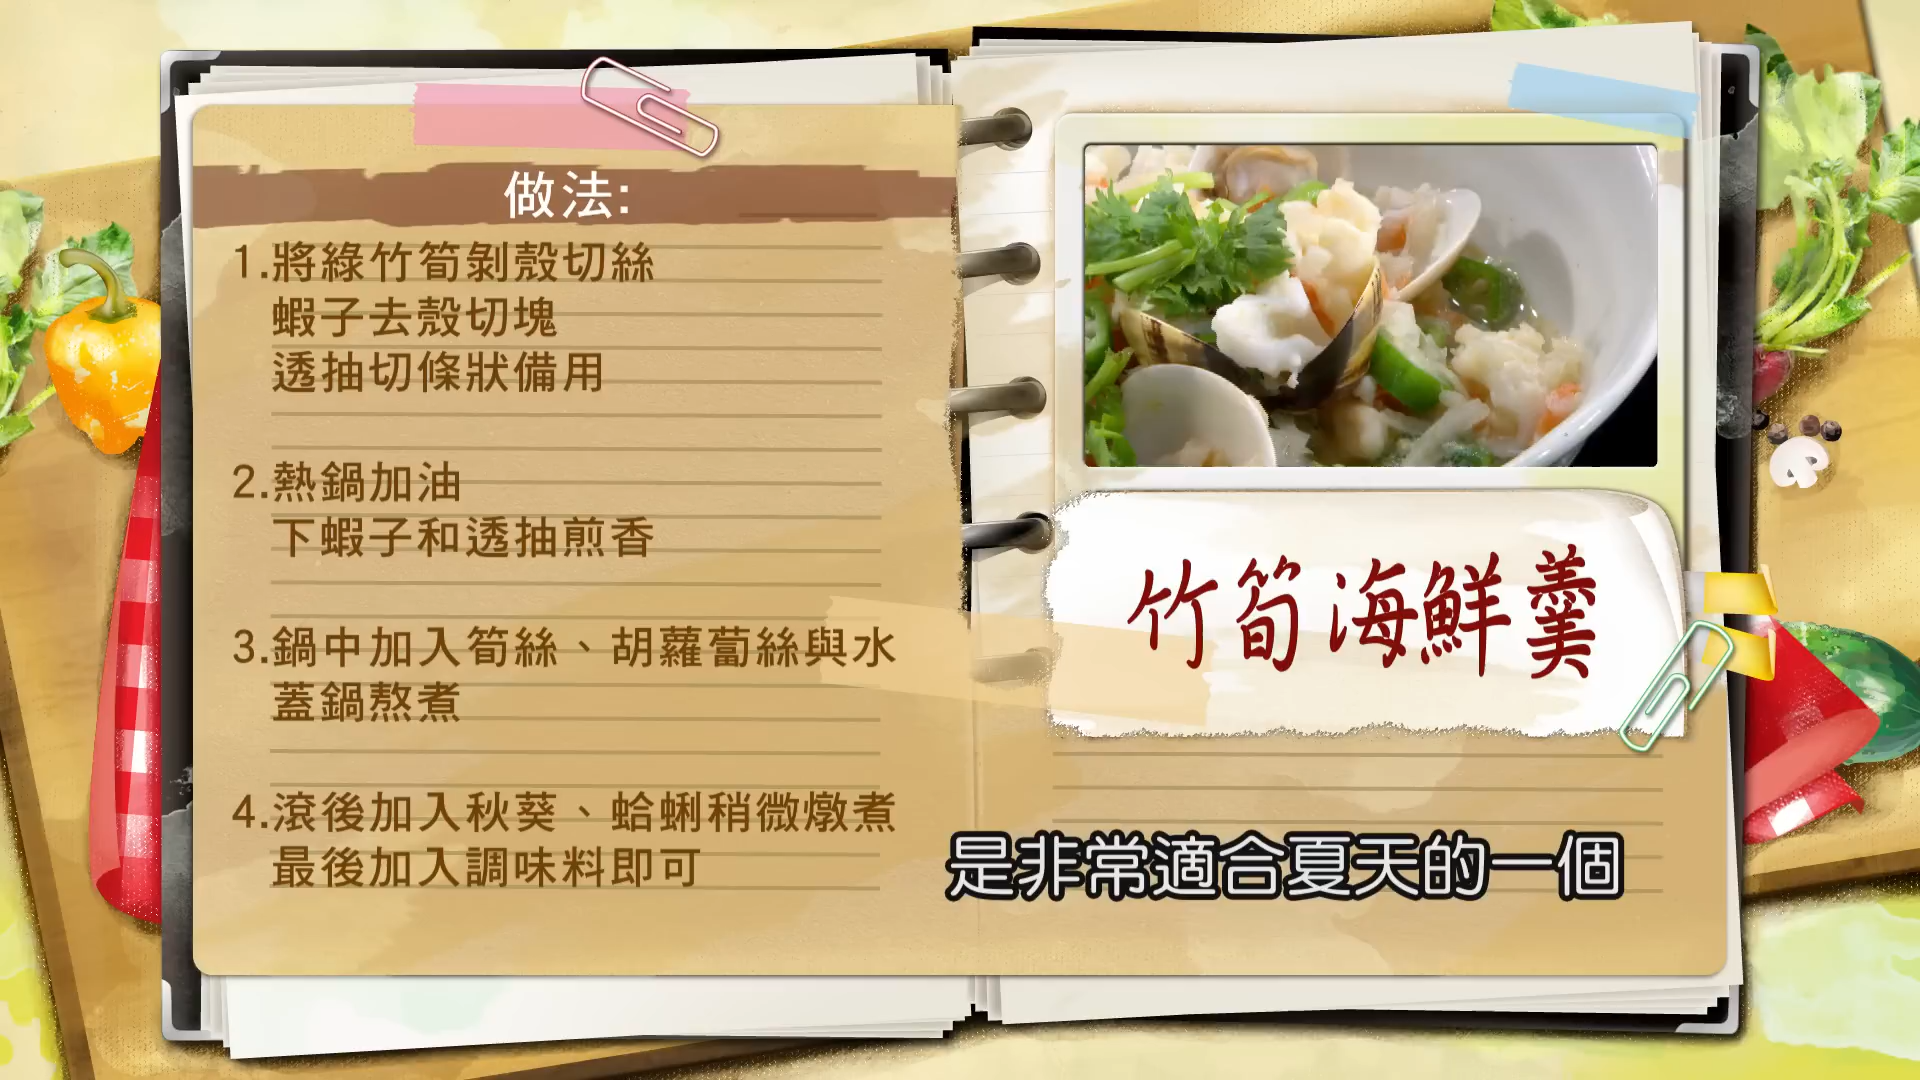 做法:
1.將綠竹筍剝殼切絲
蝦子去殼切塊
透抽切條狀備用
2.熱鍋加油
下蝦子和透抽煎香
3.鍋中加入筍絲、胡蘿蔔絲與水
蓋鍋熬煮
4.滾後加入秋葵、蛤蜊稍微燉煮
最後加入調味料即可
竹筍海鮮羹
是非常適合夏天的一個